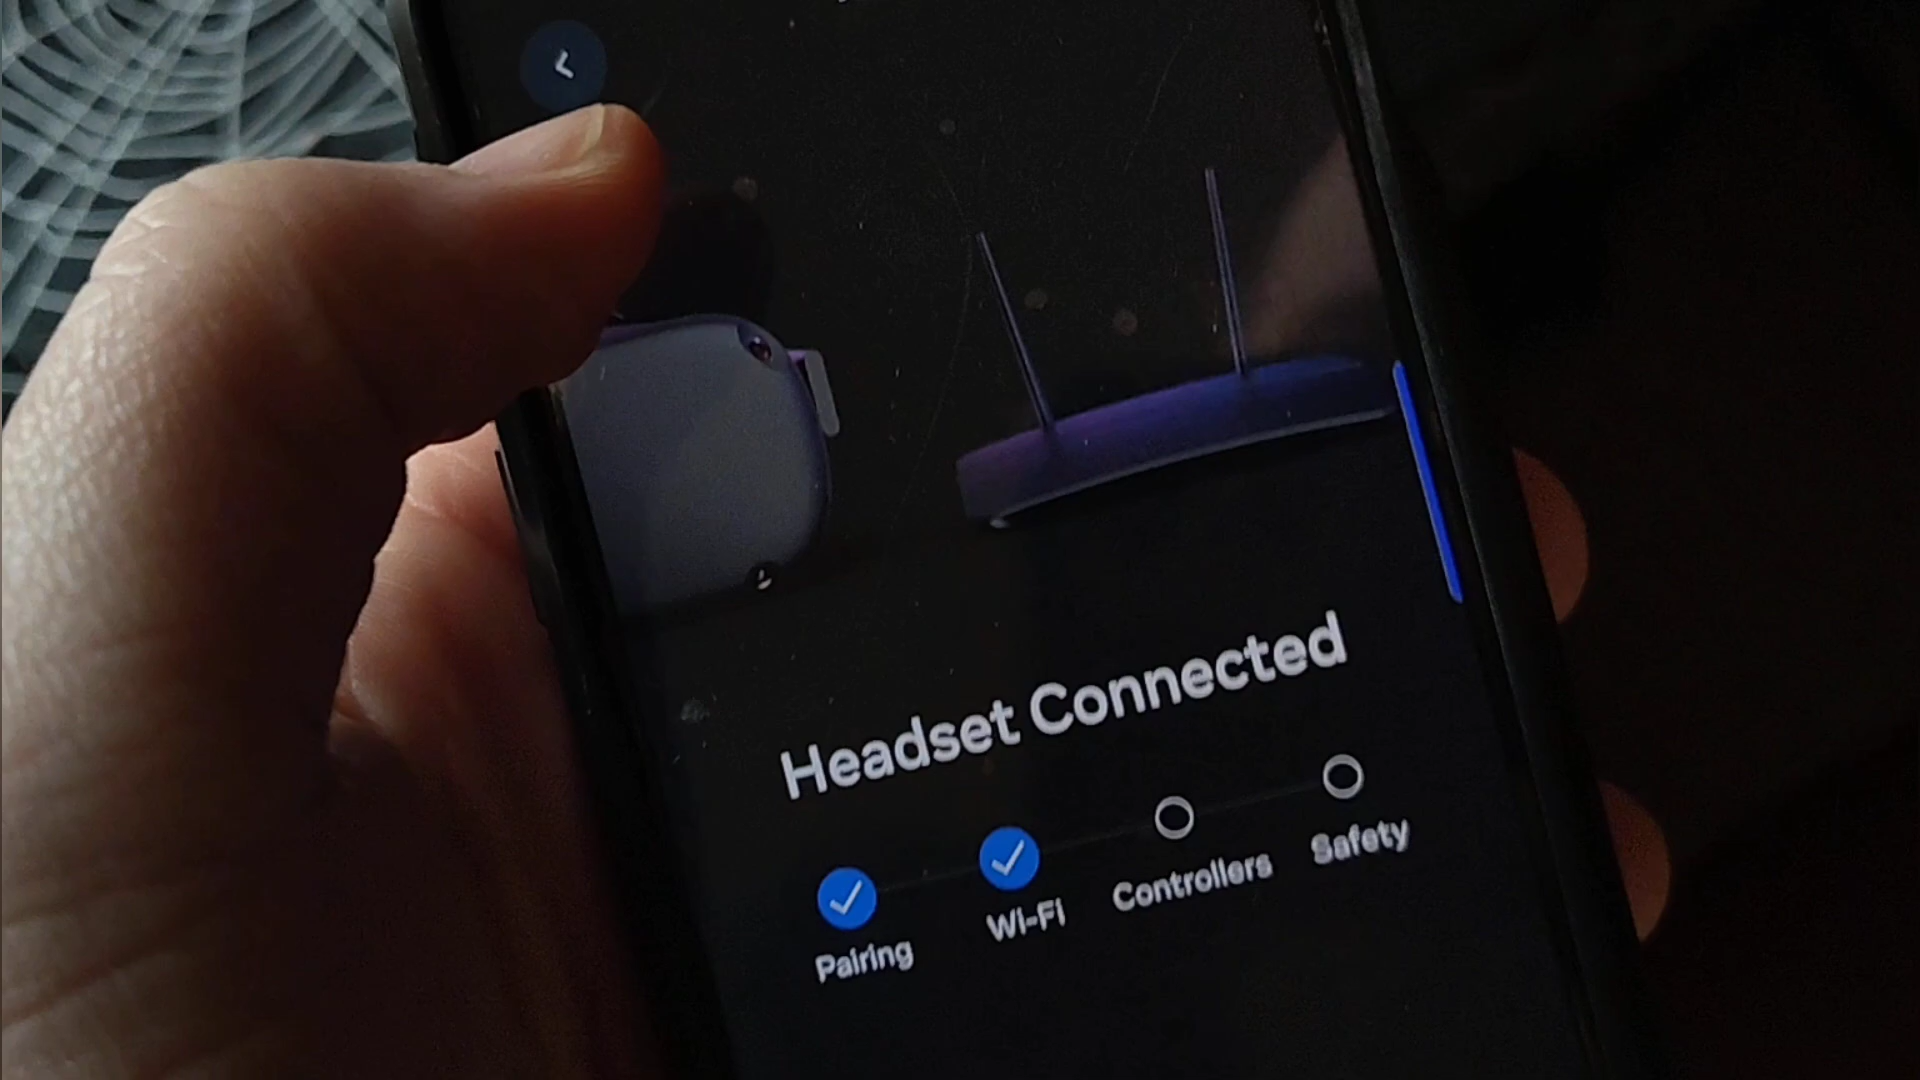 Headset Connected
Pairing
Wi-Fi
Controllers
Safety